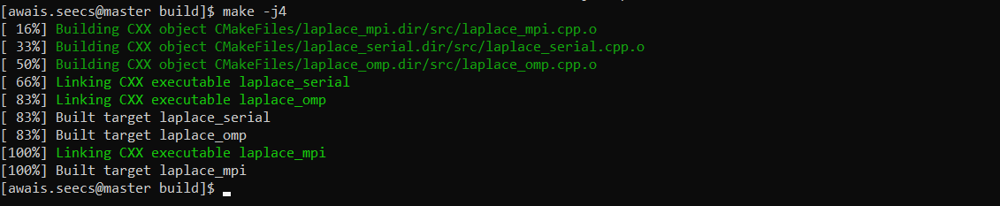 [awais.seecs@master build]$ make -j4
[ 16%] Building CXX object CMakeFiles/laplace_mpi.dir/src/laplace_mpi.cpp.o
[ 33%] Building CXX object CMakeFiles/laplace_serial.dir/src/laplace_serial.cpp.o
[ 50%] Building CXX object CMakeFiles/laplace_omp.dir/src/laplace_omp.cpp.o
[ 66%] Linking CXX executable laplace_serial
[ 83%] Linking CXX executable laplace_omp
[ 83%] Built target laplace_serial
[ 83%] Built target laplace_omp
[100%] Linking CXX executable laplace_mpi
[100%] Built target laplace_mpi
[awais.seecs@master build]$